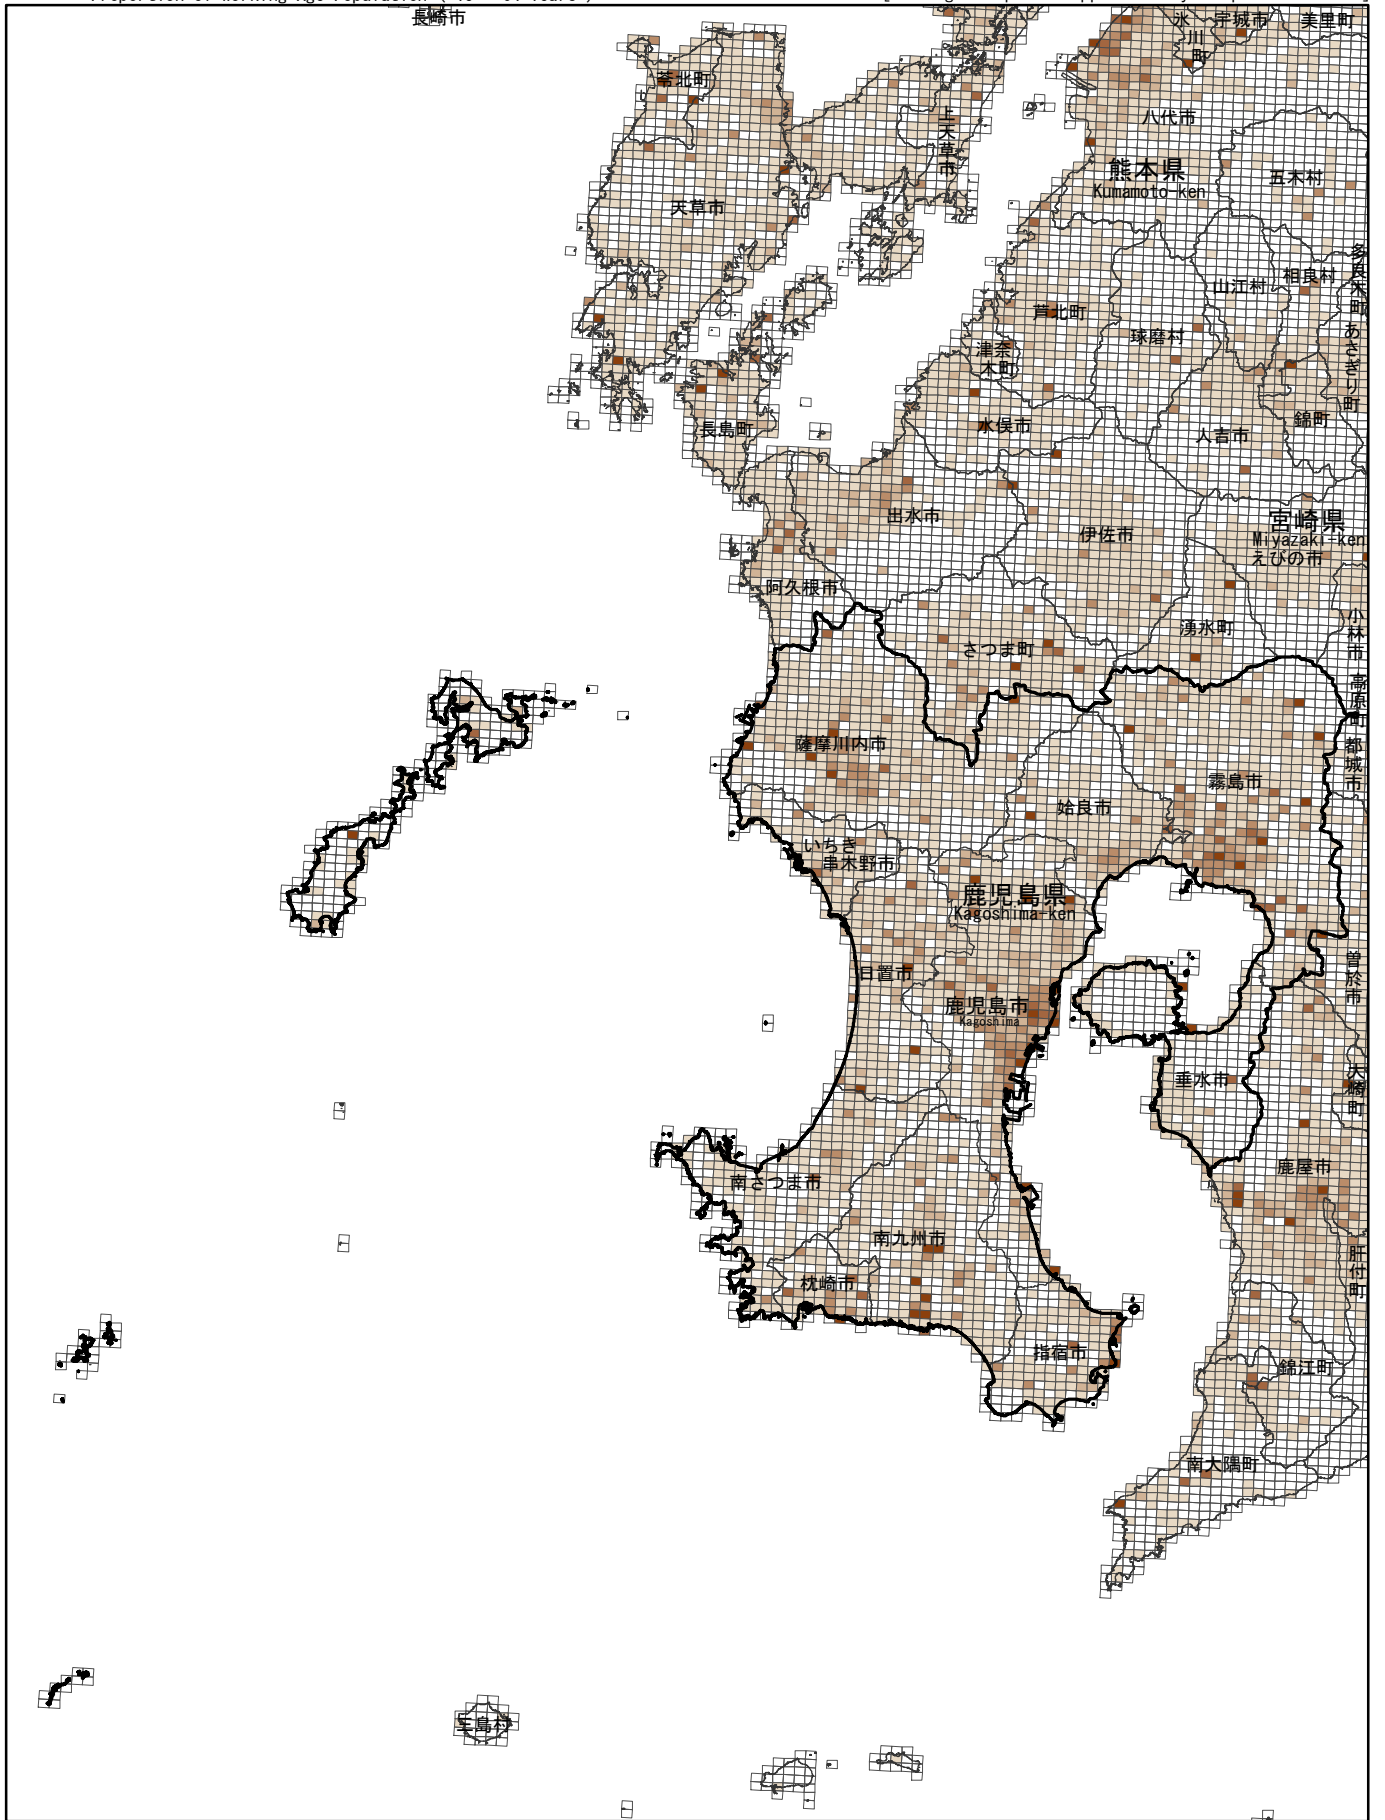 長崎市
氷川町
宇城市
美里町
苓北町
上天草市
八代市
熊本県
Kumamoto-ken
五木村
天草市
多良木町
相良村
山江村
芦北町
球磨村
あさぎり町
津奈木町
錦町
水俣市
人吉市
長島町
出水市
宮崎県
Miyazaki-ken
えびの市
伊佐市
阿久根市
小林市
湧水町
さつま町
高原町
薩摩川内市
都城市
霧島市
姶良市
いちき
串木野市
鹿児島県
Kagoshima-ken
日置市
曽於市
鹿児島市
Kagoshima
垂水市
大崎町
鹿屋市
南さつま市
南九州市
肝付町
枕崎市
指宿市
錦江町
南大隅町
三島村